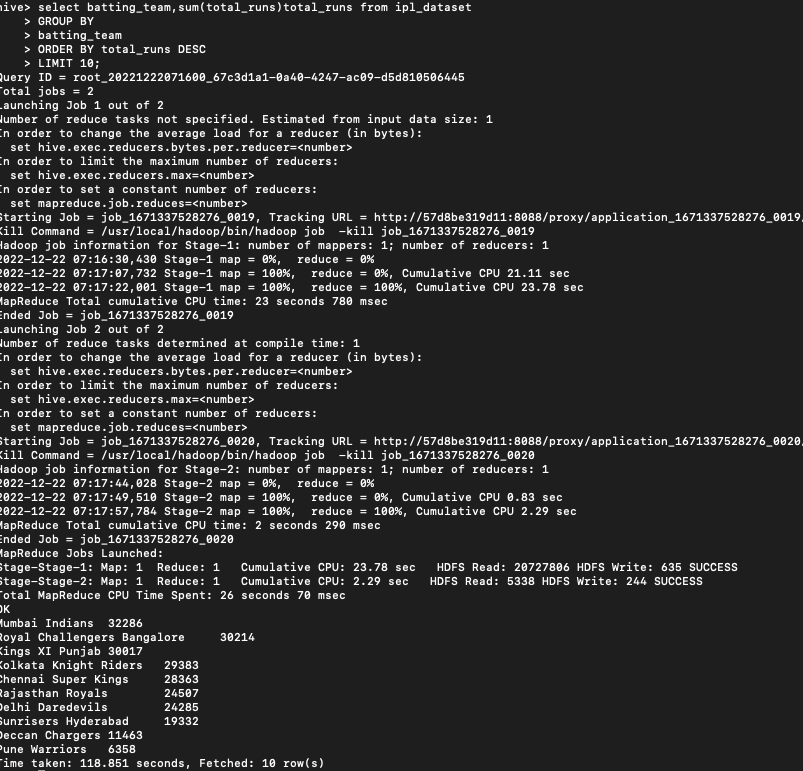 hive> select batting_team,sum(total_runs)total_runs from ipl_dataset
> GROUP BY
> batting_team
> ORDER BY total_runs DESC
> LIMIT 10;
Query ID = root_20221222071600_67c3d1a1-0a40-4247-ac09-d5d810506445
Total jobs = 2
Launching Job 1 out of 2
Number of reduce tasks not specified. Estimated from input data size: 1
In order to change the average load for a reducer (in bytes):
set hive.exec.reducers.bytes.per.reducer=<number>
In order to limit the maximum number of reducers:
set hive.exec.reducers.max=<number>
In order to set a constant number of reducers:
set mapreduce.job.reduces=<number>
Starting Job = job_1671337528276_0019, Tracking URL = http://57d8be319d11:8088/proxy/application_1671337528276_0019,
Kill Command = /usr/local/hadoop/bin/hadoop job  -kill job_1671337528276_0019
Hadoop job information for Stage-1: number of mappers: 1; number of reducers: 1
2022-12-22 07:16:30,430 Stage-1 map = 0%,  reduce = 0%
2022-12-22 07:17:07,732 Stage-1 map = 100%,  reduce = 0%, Cumulative CPU 21.11 sec
2022-12-22 07:17:22,001 Stage-1 map = 100%,  reduce = 100%, Cumulative CPU 23.78 sec
MapReduce Total cumulative CPU time: 23 seconds 780 msec
Ended Job = job_1671337528276_0019
Launching Job 2 out of 2
Number of reduce tasks determined at compile time: 1
In order to change the average load for a reducer (in bytes):
set hive.exec.reducers.bytes.per.reducer=<number>
In order to limit the maximum number of reducers:
set hive.exec.reducers.max=<number>
In order to set a constant number of reducers:
set mapreduce.job.reduces=<number>
Starting Job = job_1671337528276_0020, Tracking URL = http://57d8be319d11:8088/proxy/application_1671337528276_0020,
Kill Command = /usr/local/hadoop/bin/hadoop job  -kill job_1671337528276_0020
Hadoop job information for Stage-2: number of mappers: 1; number of reducers: 1
2022-12-22 07:17:44,028 Stage-2 map = 0%,  reduce = 0%
2022-12-22 07:17:49,510 Stage-2 map = 100%,  reduce = 0%, Cumulative CPU 0.83 sec
2022-12-22 07:17:57,784 Stage-2 map = 100%,  reduce = 100%, Cumulative CPU 2.29 sec
MapReduce Total cumulative CPU time: 2 seconds 290 msec
Ended Job = job_1671337528276_0020
MapReduce Jobs Launched:
Stage-Stage-1: Map: 1  Reduce: 1   Cumulative CPU: 23.78 sec   HDFS Read: 20727806 HDFS Write: 635 SUCCESS
Stage-Stage-2: Map: 1  Reduce: 1   Cumulative CPU: 2.29 sec   HDFS Read: 5338 HDFS Write: 244 SUCCESS
Total MapReduce CPU Time Spent: 26 seconds 70 msec
OK
Mumbai Indians  32286
Royal Challengers Bangalore     30214
Kings XI Punjab 30017
Kolkata Knight Riders   29383
Chennai Super Kings     28363
Rajasthan Royals        24507
Delhi Daredevils        24285
Sunrisers Hyderabad     19332
Deccan Chargers 11463
Pune Warriors   6358
Time taken: 118.851 seconds, Fetched: 10 row(s)